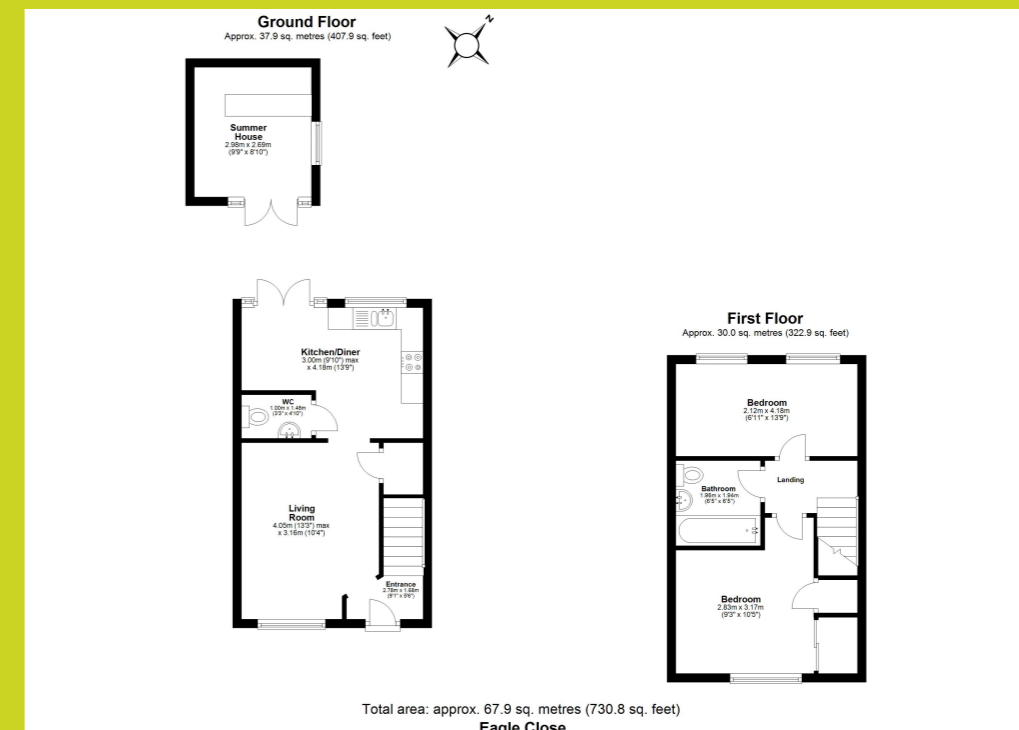 Ground Floor
Approx. 37.9 sq. metres (407.9 sq. feet)
N
Summer
House
2.98m x 2.69m
(9'9" x 8'10")
Kitchen/Diner
3.00m (9'10") max
x 4.18m (13'9")
WC
1.00m x 1.48m
(3'3" x 4'10")
Living
Room
4.05m (13'3") max
x 3.16m (10'4")
Entrance
2.78m x 1.68m
(9'1" x 5'6")
First Floor
Approx. 30.0 sq. metres (322.9 sq. feet)
Bedroom
2.12m x 4.18m
(6'11" x 13'9")
Landing
Bathroom
1.96m x 1.94m
(6'5" x 6'5")
Bedroom
2.83m x 3.17m
(9'3" x 10'5")
Total area: approx. 67.9 sq. metres (730.8 sq. feet)
Eagle Close